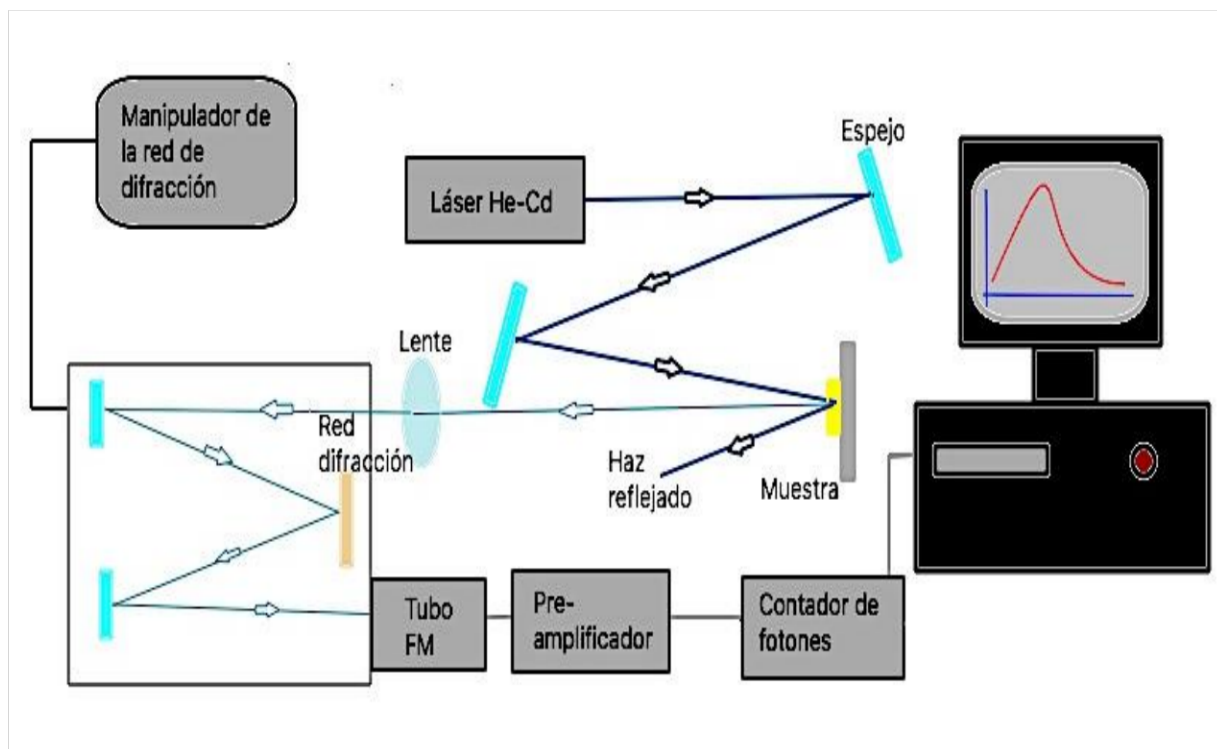 Manipulador de
la red de
difracción
Espejo
Láser He-Cd
Lente
Red
difracción
Haz
reflejado
Muestra
Tubo
FM
Pre-
amplificador
Contador de
fotones